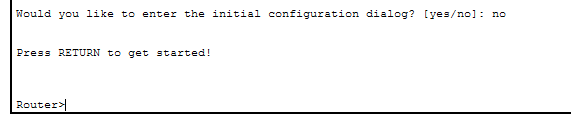 Would you like to enter the initial configuration dialog? [yes/no]: no
Press RETURN to get started!
Router>